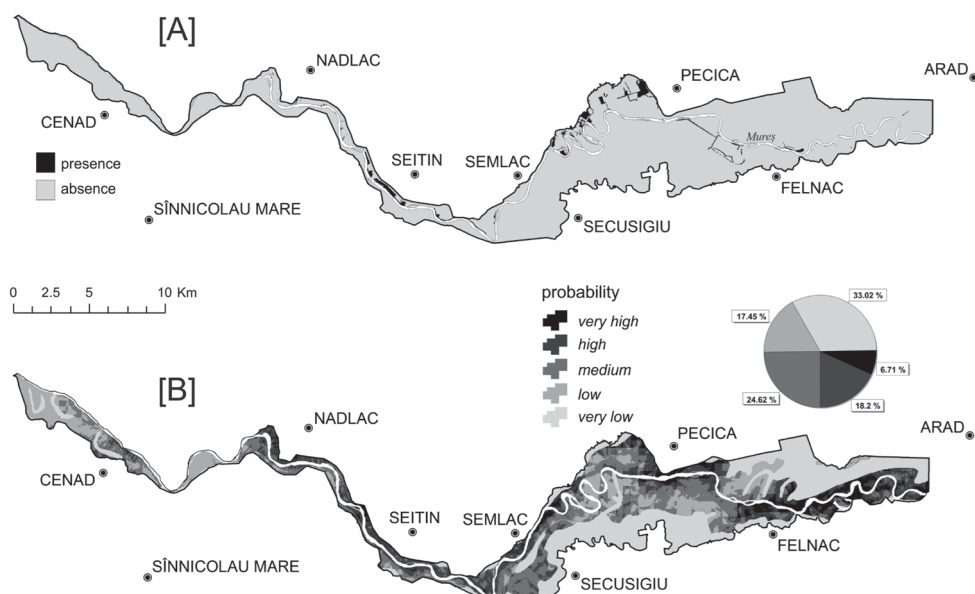 [A]
NADLAC
PECICA
ARAD
CENAD
Mureș
presence
SEITIN
SEMLAC
absence
FELNAC
SÎNNICOLAU MARE
SECUSIGIU
0 2.5 5 10 Km
probability
very high
high
medium
low
very low
33.02 %
17.45 %
6.71 %
24.62 %
18.2 %
[B]
NADLAC
PECICA
ARAD
CENAD
SEITIN
SEMLAC
FELNAC
SÎNNICOLAU MARE
SECUSIGIU